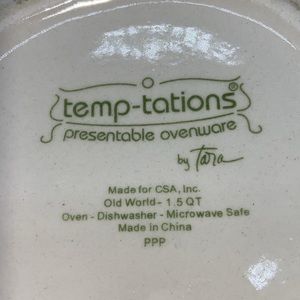 temp-tations®
presentable ovenware
by Tara
Made for CSA, Inc.
Old World - 1.5 QT
Oven - Dishwasher - Microwave Safe
Made in China
PPP